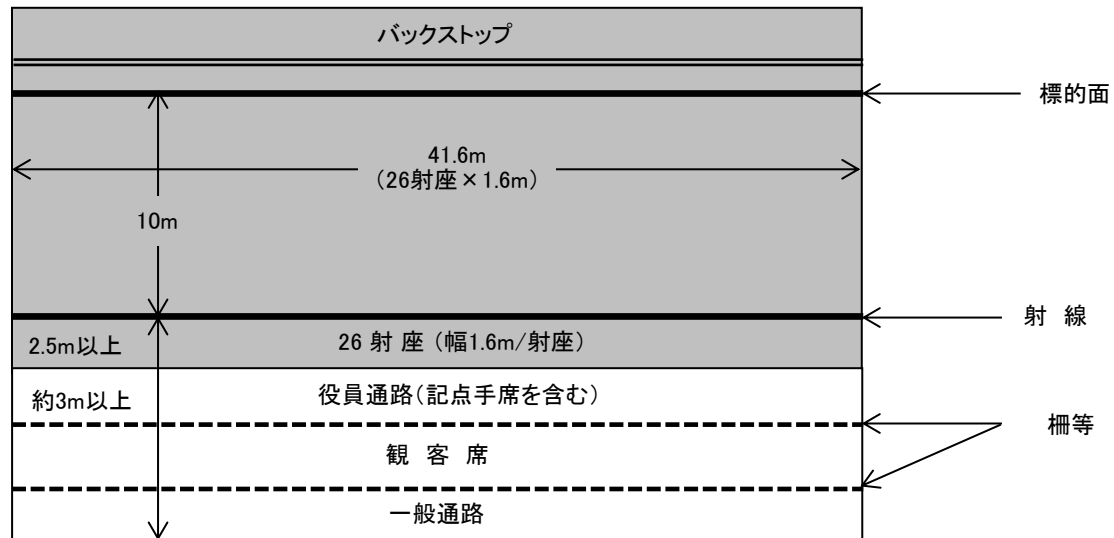 バックストップ
標的面
41.6m
（26射座×1.6m）
10m
射 線
2.5m以上
26 射 座 （幅1.6m/射座）
約3m以上
役員通路（記点手席を含む）
柵等
観 客 席
一般通路